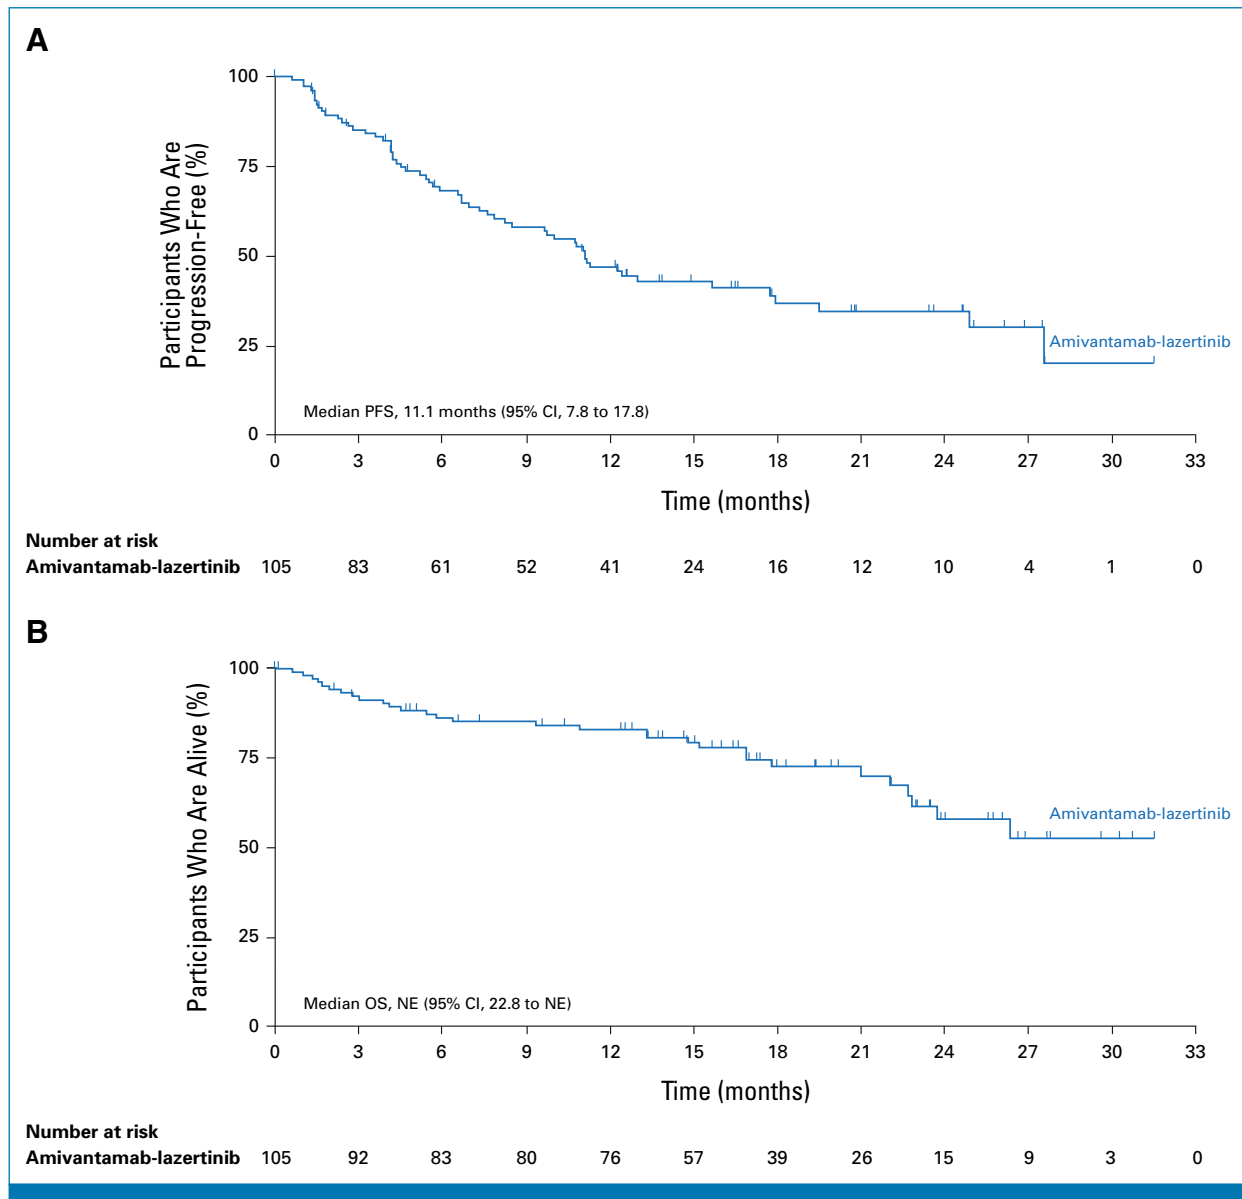 A
Participants Who Are
Progression-Free (%)
100
75
50
25
0
Amivantamab-lazertinib
Median PFS, 11.1 months (95% CI, 7.8 to 17.8)
0 3 6 9 12 15 18 21 24 27 30 33
Time (months)
Number at risk
Amivantamab-lazertinib 105 83 61 52 41 24 16 12 10 4 1 0
B
Participants Who Are Alive (%)
100
75
50
25
0
Amivantamab-lazertinib
Median OS, NE (95% CI, 22.8 to NE)
0 3 6 9 12 15 18 21 24 27 30 33
Time (months)
Number at risk
Amivantamab-lazertinib 105 92 83 80 76 57 39 26 15 9 3 0